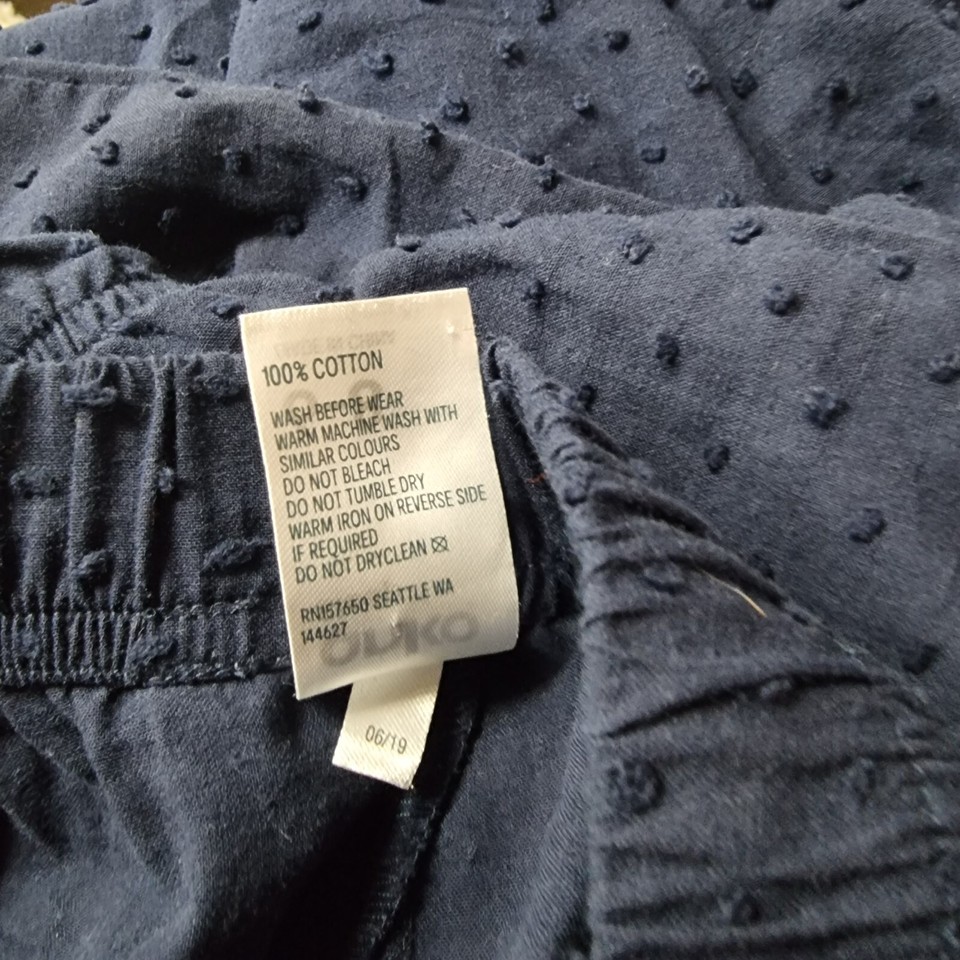 100% COTTON
WASH BEFORE WEAR
WARM MACHINE WASH WITH
SIMILAR COLOURS
DO NOT BLEACH
DO NOT TUMBLE DRY
WARM IRON ON REVERSE SIDE
IF REQUIRED
DO NOT DRYCLEAN
RN157650 SEATTLE WA
144627
06/19